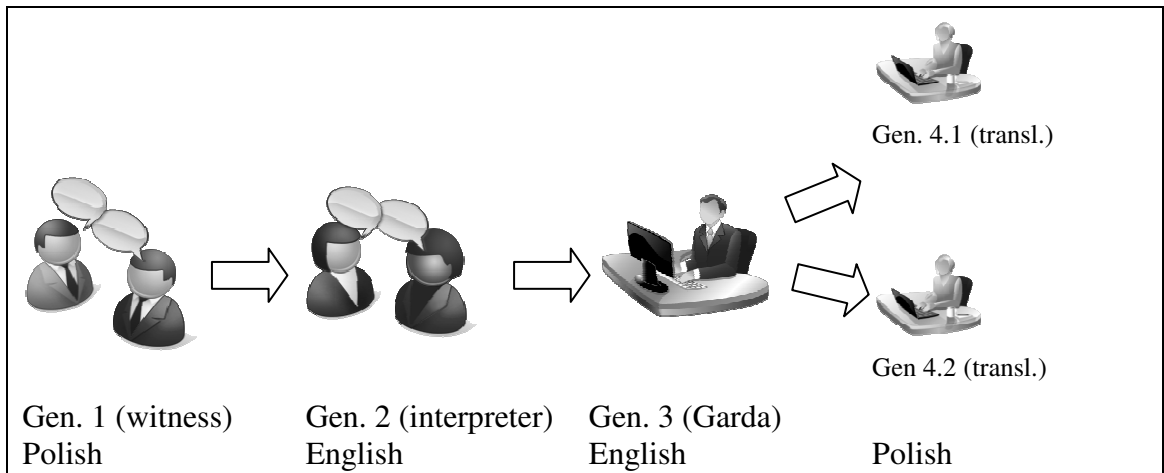 Gen. 4.1 (transl.)
Gen 4.2 (transl.)
Gen. 1 (witness)
Polish
Gen. 2 (interpreter)
English
Gen. 3 (Garda)
English
Polish